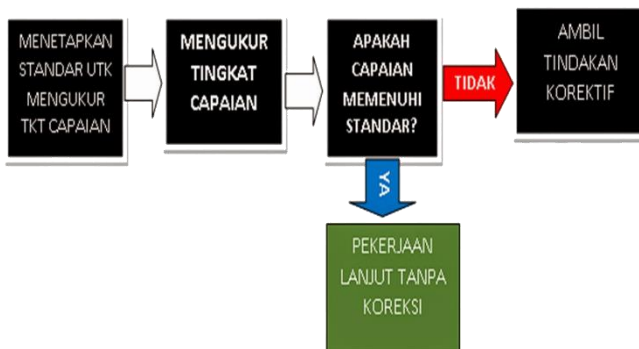 MENETAPKAN
STANDAR UTK
MENGUKUR
TKT CAPAIAN
MENGUKUR
TINGKAT
CAPAIAN
APAKAH
CAPAIAN
MEMENUHI
STANDAR?
TIDAK
AMBIL
TINDAKAN
KOREKTIF
YA
PEKERJAAN
LANJUT TANPA
KOREKSI